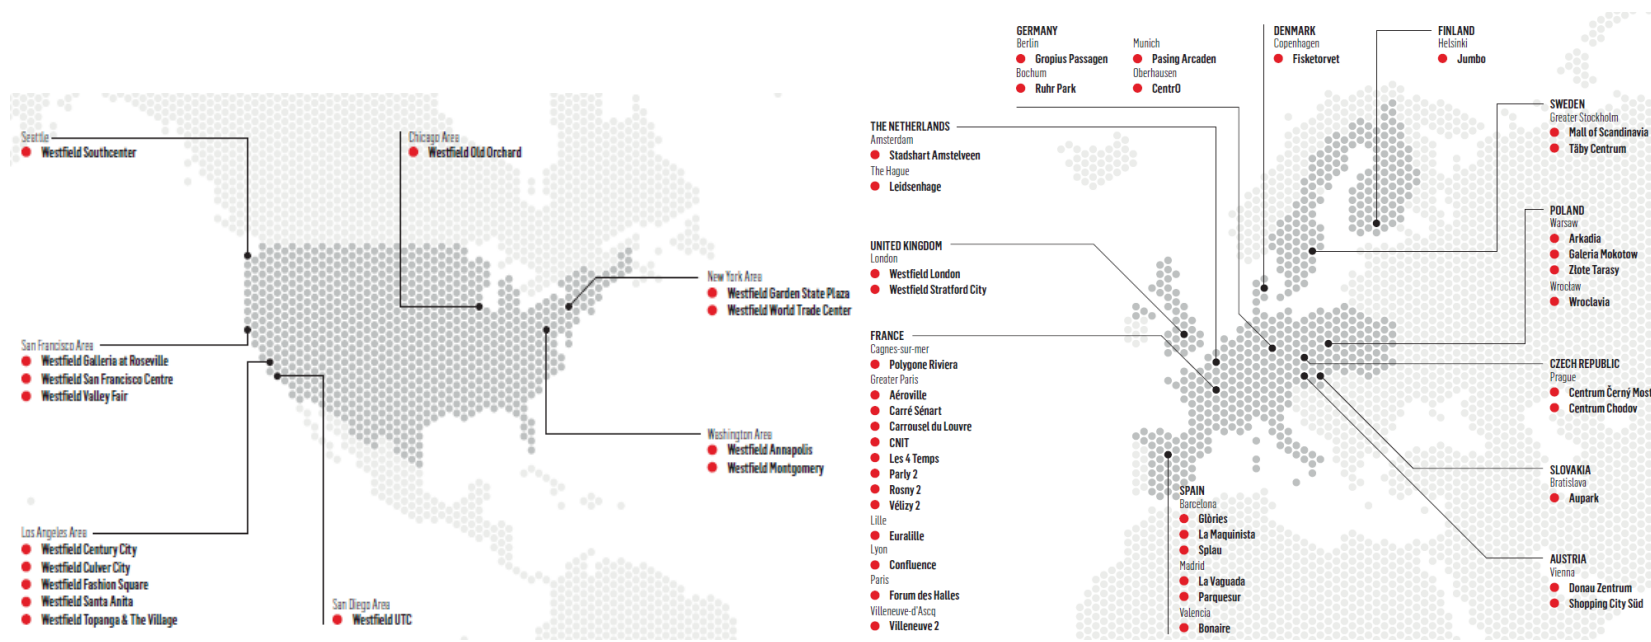 Seattle
Westfield Southcenter
Chicago Area
Westfield Old Orchard
New York Area
Westfield Garden State Plaza
Westfield World Trade Center
San Francisco Area
Westfield Galleria at Roseville
Westfield San Francisco Centre
Westfield Valley Fair
Washington Area
Westfield Annapolis
Westfield Montgomery
Los Angeles Area
Westfield Century City
Westfield Culver City
Westfield Fashion Square
Westfield Santa Anita
Westfield Topanga & The Village
San Diego Area
Westfield UTC
GERMANY
Berlin
Gropius Passagen
Bochum
Ruhr Park
Munich
Pasing Arcaden
Oberhausen
CentrO
DENMARK
Copenhagen
Fisketorvet
FINLAND
Helsinki
Jumbo
THE NETHERLANDS
Amsterdam
Stadshart Amstelveen
The Hague
Leidsenhage
SWEDEN
Greater Stockholm
Mall of Scandinavia
Täby Centrum
UNITED KINGDOM
London
Westfield London
Westfield Stratford City
POLAND
Warsaw
Arkadia
Galeria Mokotow
Zlote Tarasy
Wrocław
Wroclavia
FRANCE
Cagnes-sur-mer
Polygone Riviera
Greater Paris
Aéroville
Carré Sénart
Carrousel du Louvre
CNIT
Les 4 Temps
Parly 2
Rosny 2
Vélizy 2
Lille
Euralille
Lyon
Confluence
Paris
Forum des Halles
Villeneuve-d'Ascq
Villeneuve 2
CZECH REPUBLIC
Prague
Centrum Černý Most
Centrum Chodov
SLOVAKIA
Bratislava
Aupark
SPAIN
Barcelona
Glòries
La Maquinista
Splau
Madrid
La Vaguada
Parquesur
Valencia
Bonaire
AUSTRIA
Vienna
Donau Zentrum
Shopping City Süd